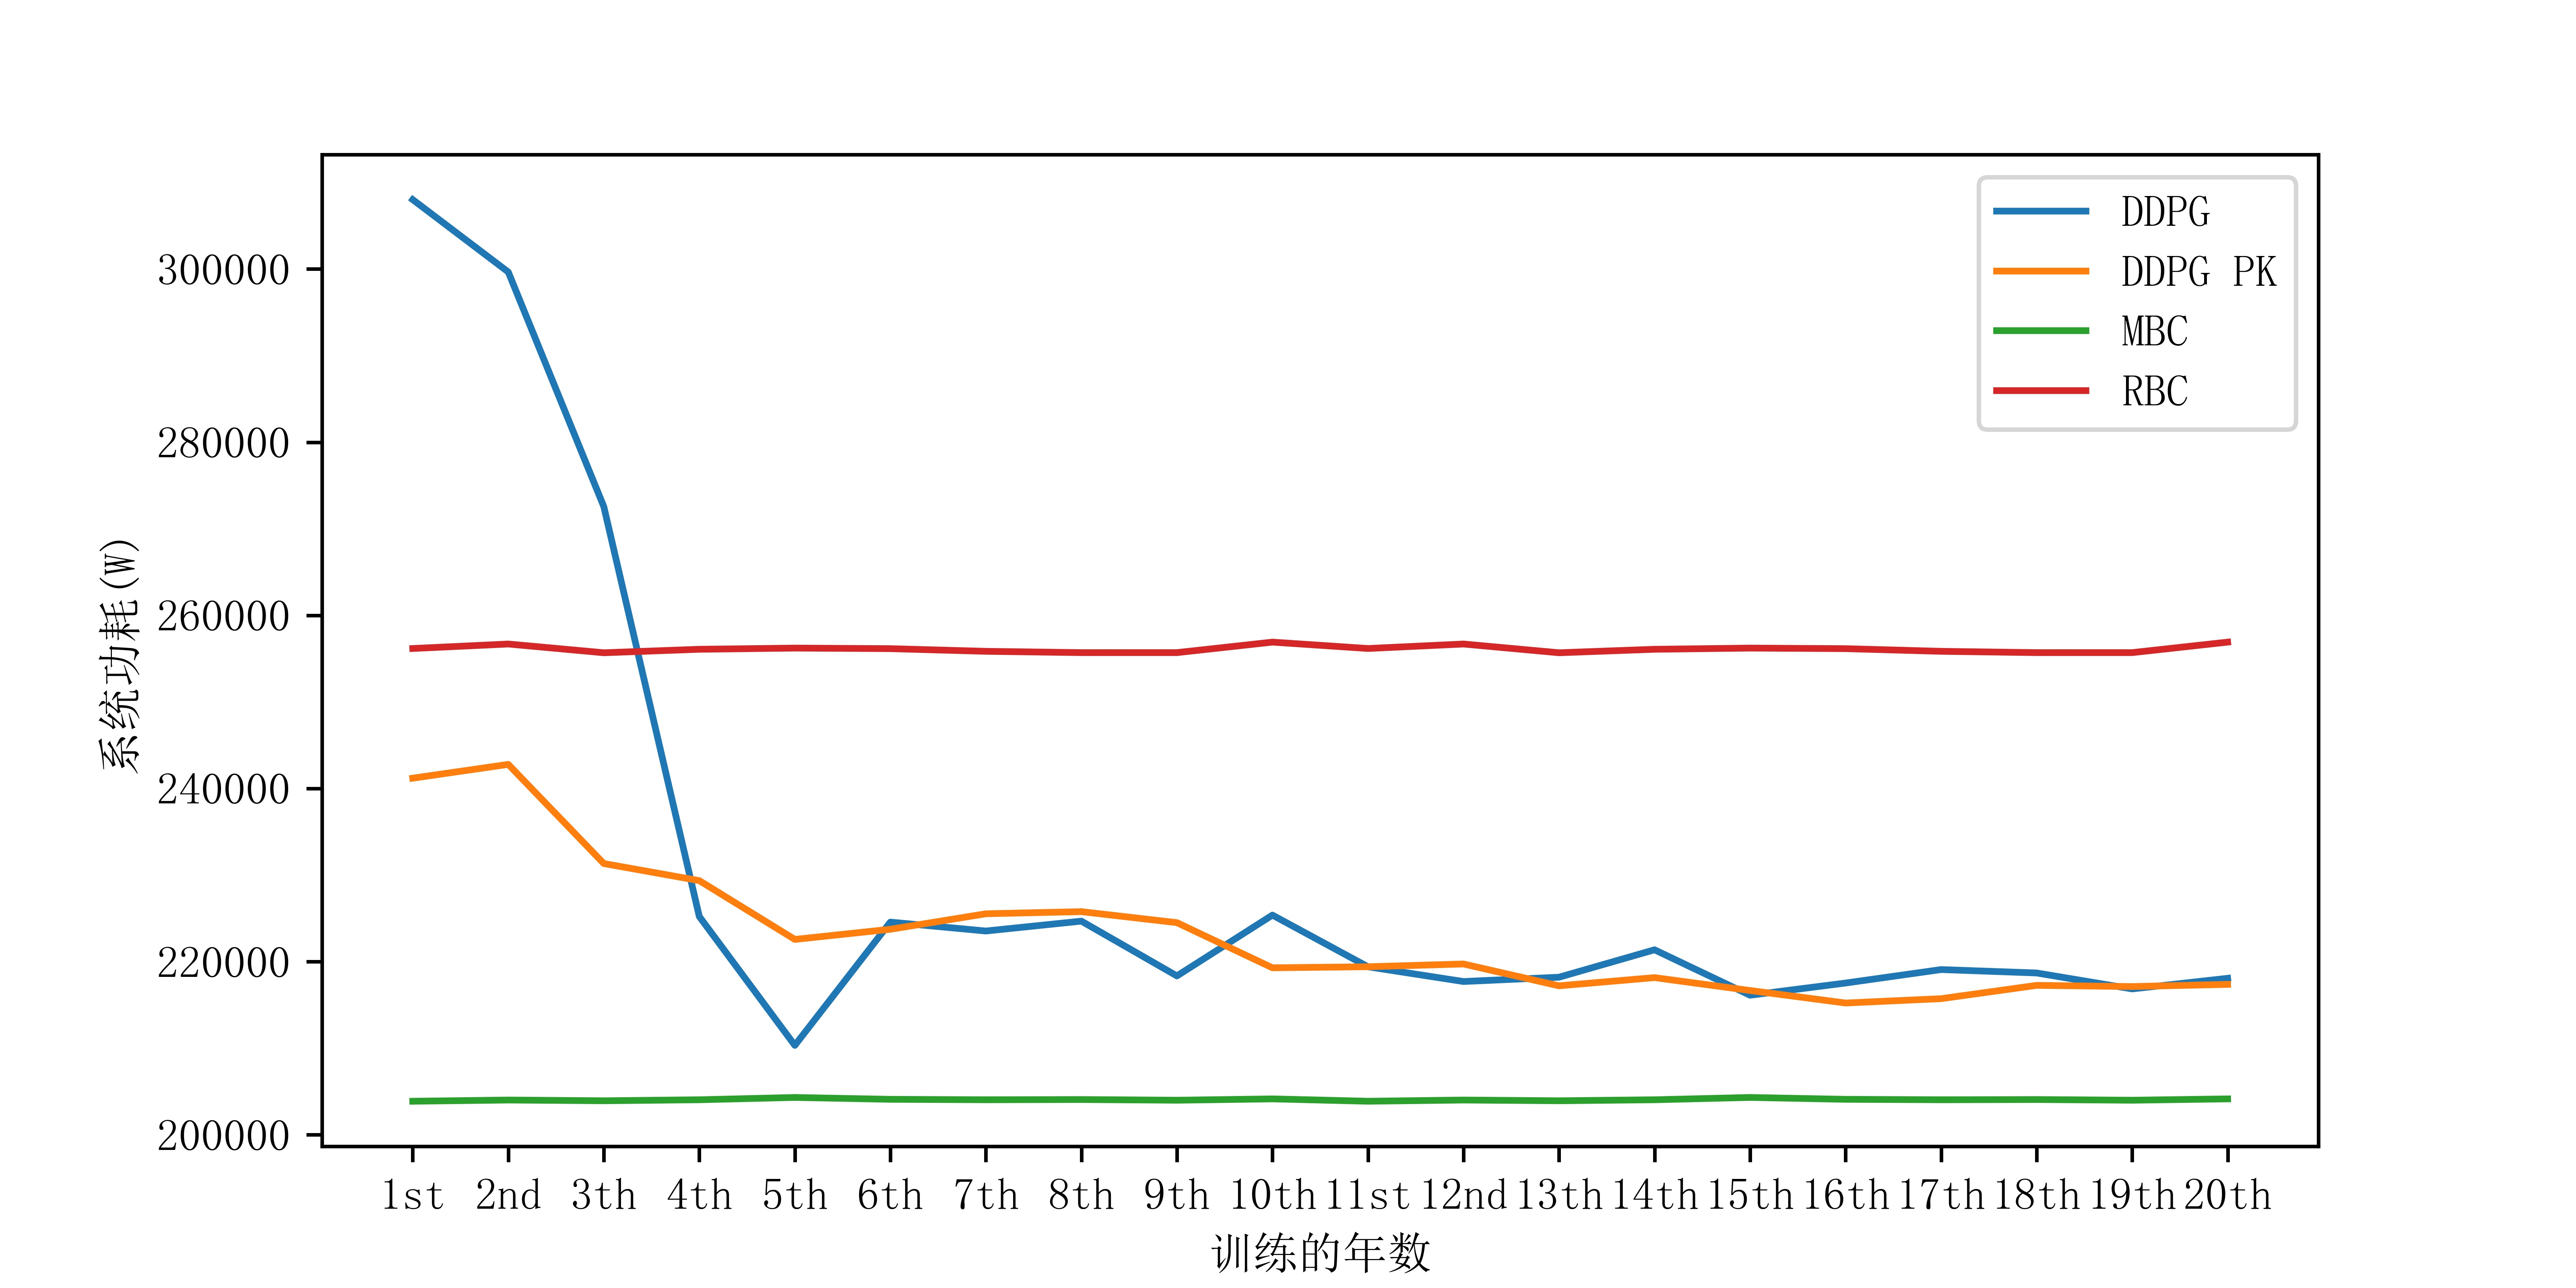 DDPG
DDPG PK
MBC
RBC
300000
280000
260000
240000
220000
200000
系统功耗(W)
1st 2nd 3th 4th 5th 6th 7th 8th 9th 10th 11st 12nd 13th 14th 15th 16th 17th 18th 19th 20th
训练的年数